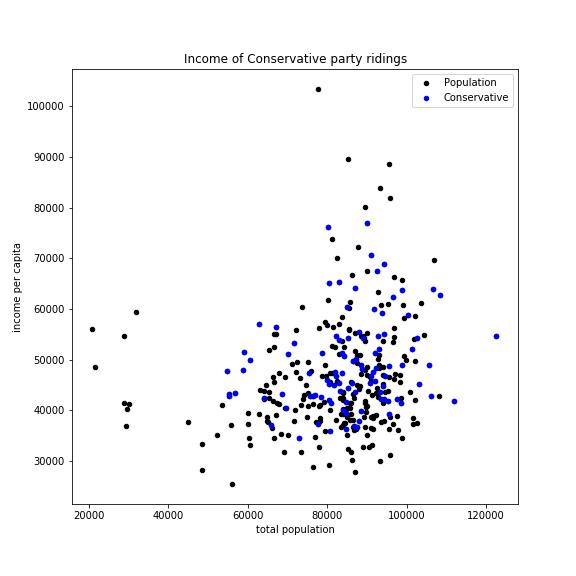 Income of Conservative party ridings
Population
Conservative
100000
90000
80000
70000
60000
50000
40000
30000
income per capita
20000 40000 60000 80000 100000 120000
total population